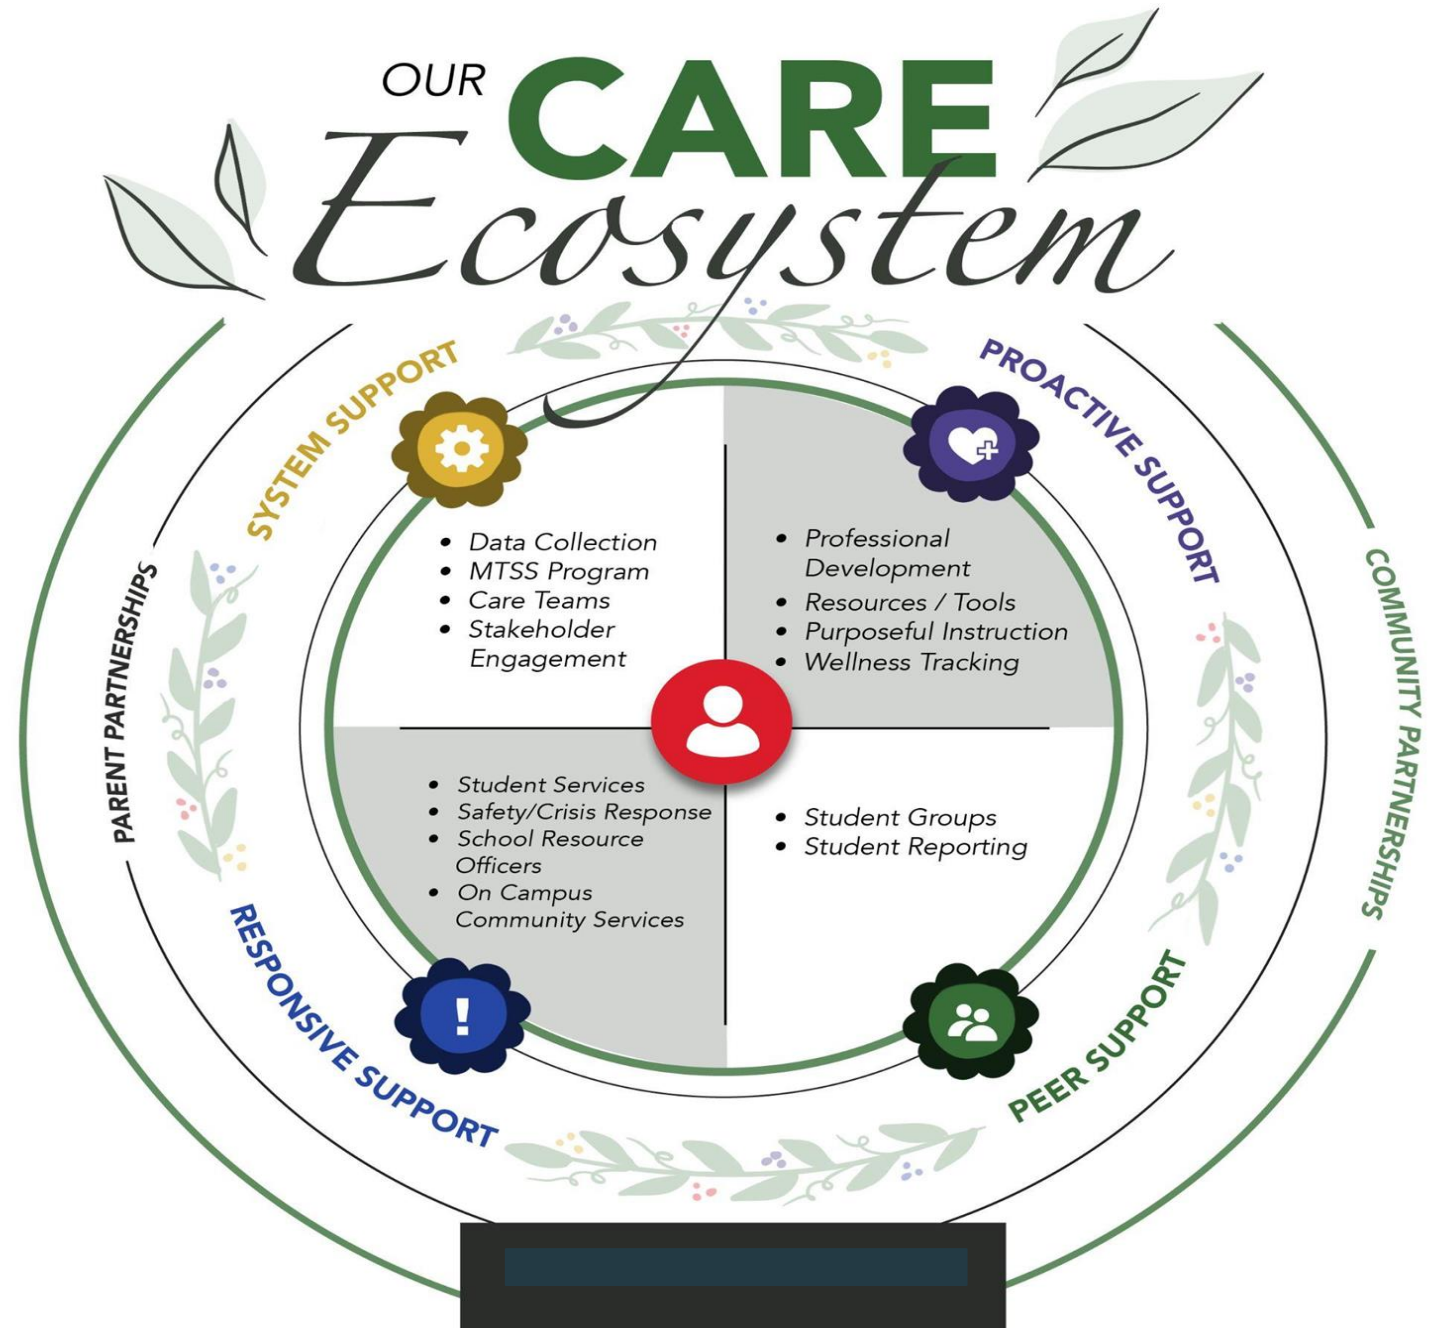 OUR CARE
Ecosystem
SYSTEM SUPPORT
PROACTIVE SUPPORT
PARENT PARTNERSHIPS
COMMUNITY PARTNERSHIPS
• Data Collection
• MTSS Program
• Care Teams
• Stakeholder
Engagement
• Professional
Development
• Resources / Tools
• Purposeful Instruction
• Wellness Tracking
• Student Services
• Safety/Crisis Response
• School Resource
Officers
• On Campus
Community Services
• Student Groups
• Student Reporting
RESPONSIVE SUPPORT
PEER SUPPORT